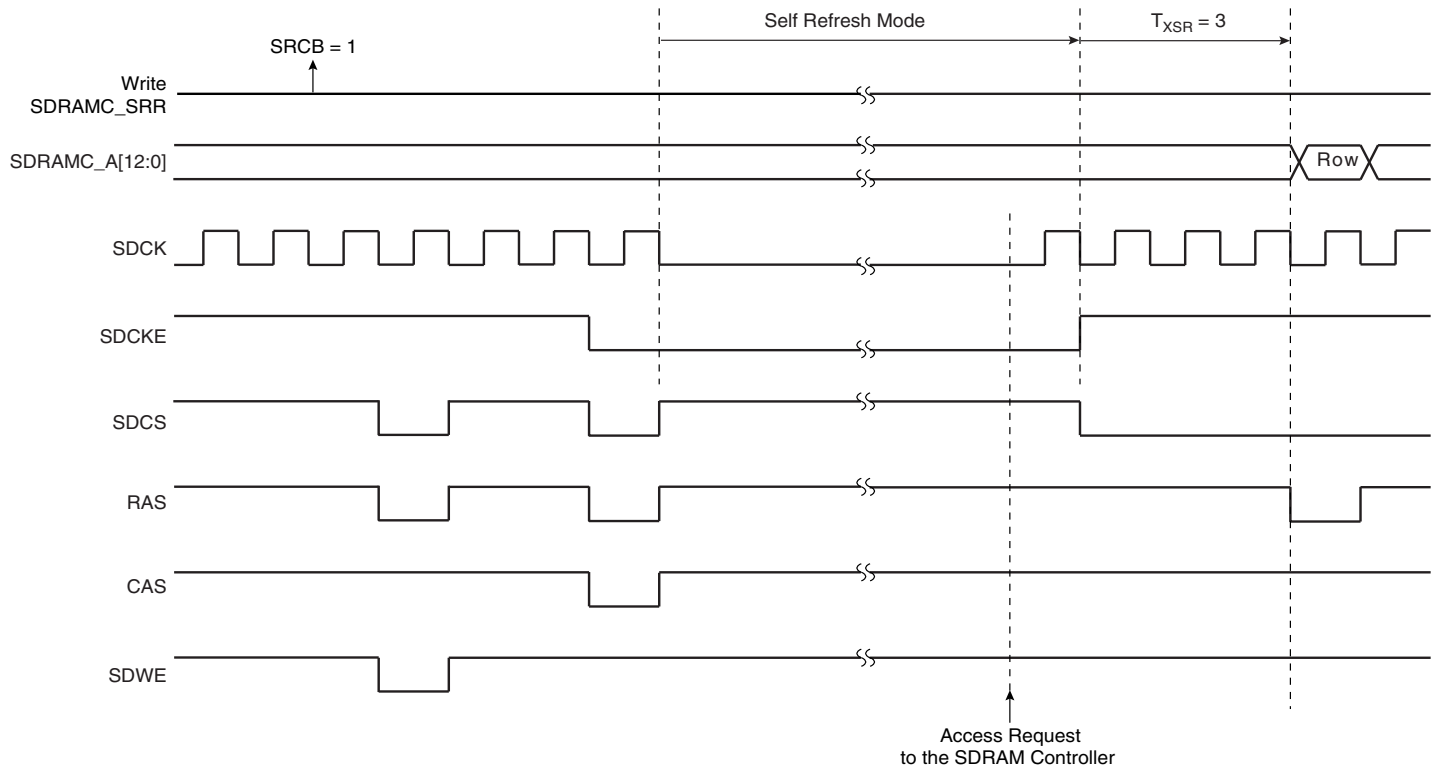 Self Refresh Mode
TXSR = 3
SRCB = 1
Write
SDRAMC_SRR
SDRAMC_A[12:0]
Row
SDCK
SDCKE
SDCS
RAS
CAS
SDWE
Access Request
to the SDRAM Controller